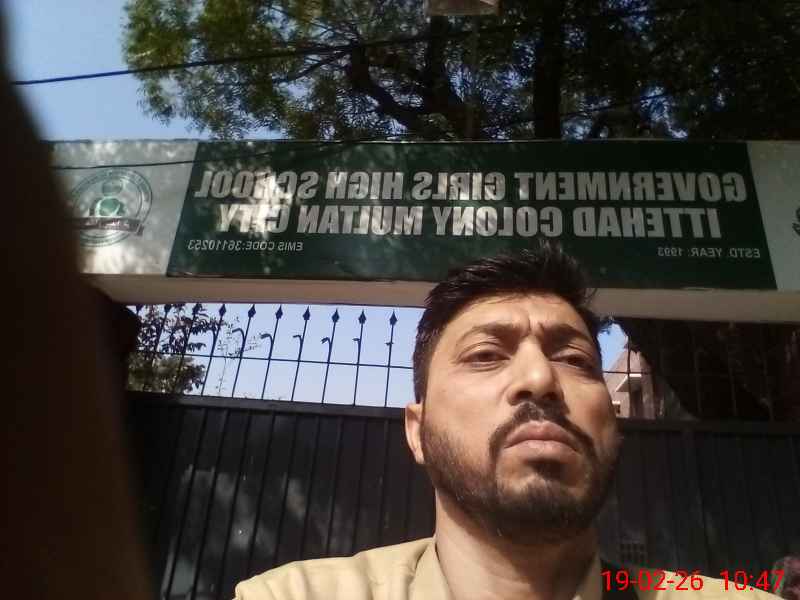 GOVERNMENT GIRLS HIGH SCHOOL
ITTEHAD COLONY MULTAN CITY
ESTD. YEAR: 1993
EMIS CODE:36110253
19-02-26 10:47